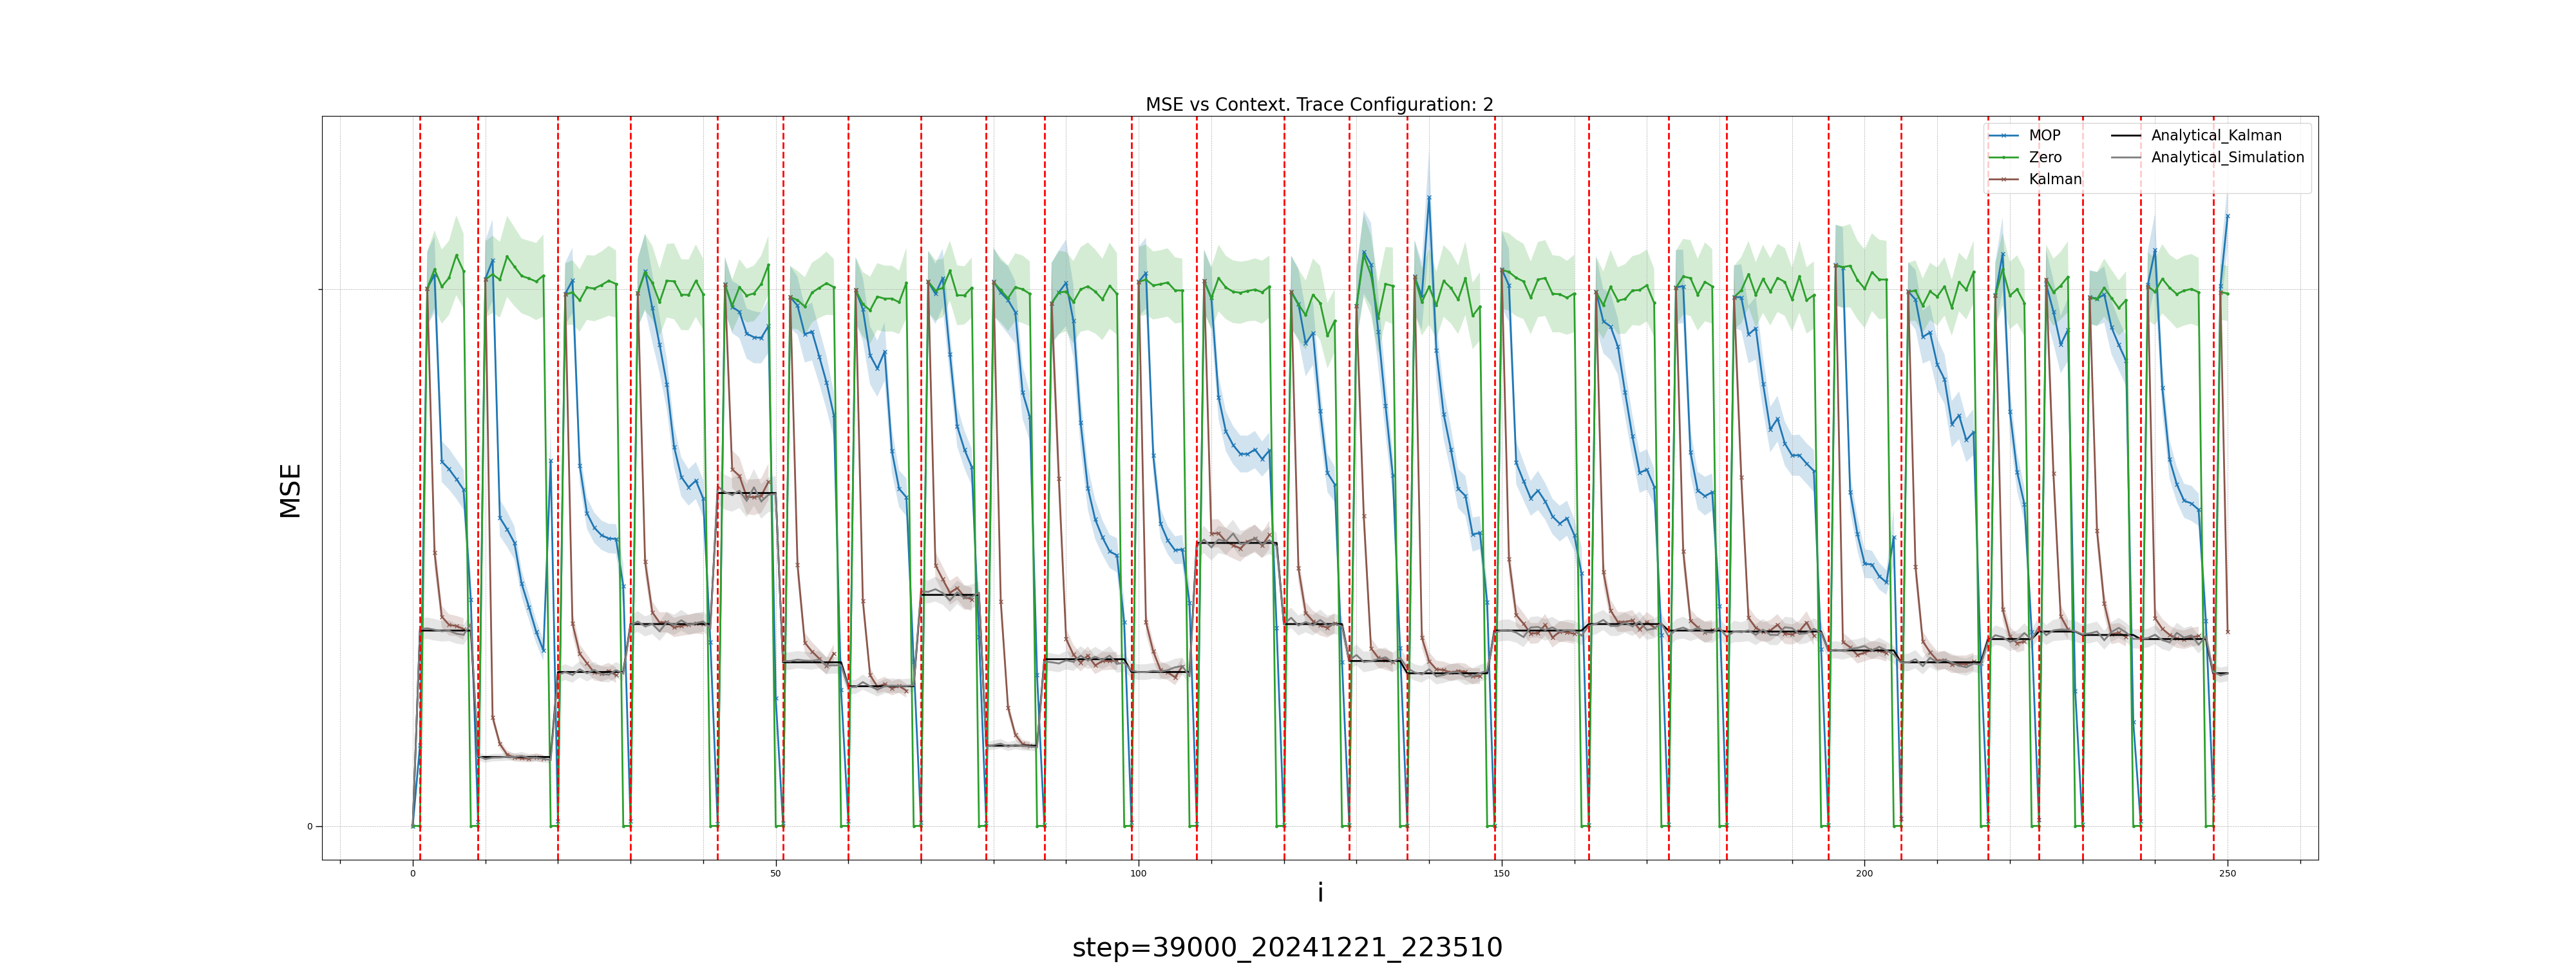 MSE vs Context. Trace Configuration: 2
MOP
Zero
Kalman
Analytical_Kalman
Analytical_Simulation
MSE
0
0
50
100
150
200
250
i
step=39000_20241221_223510